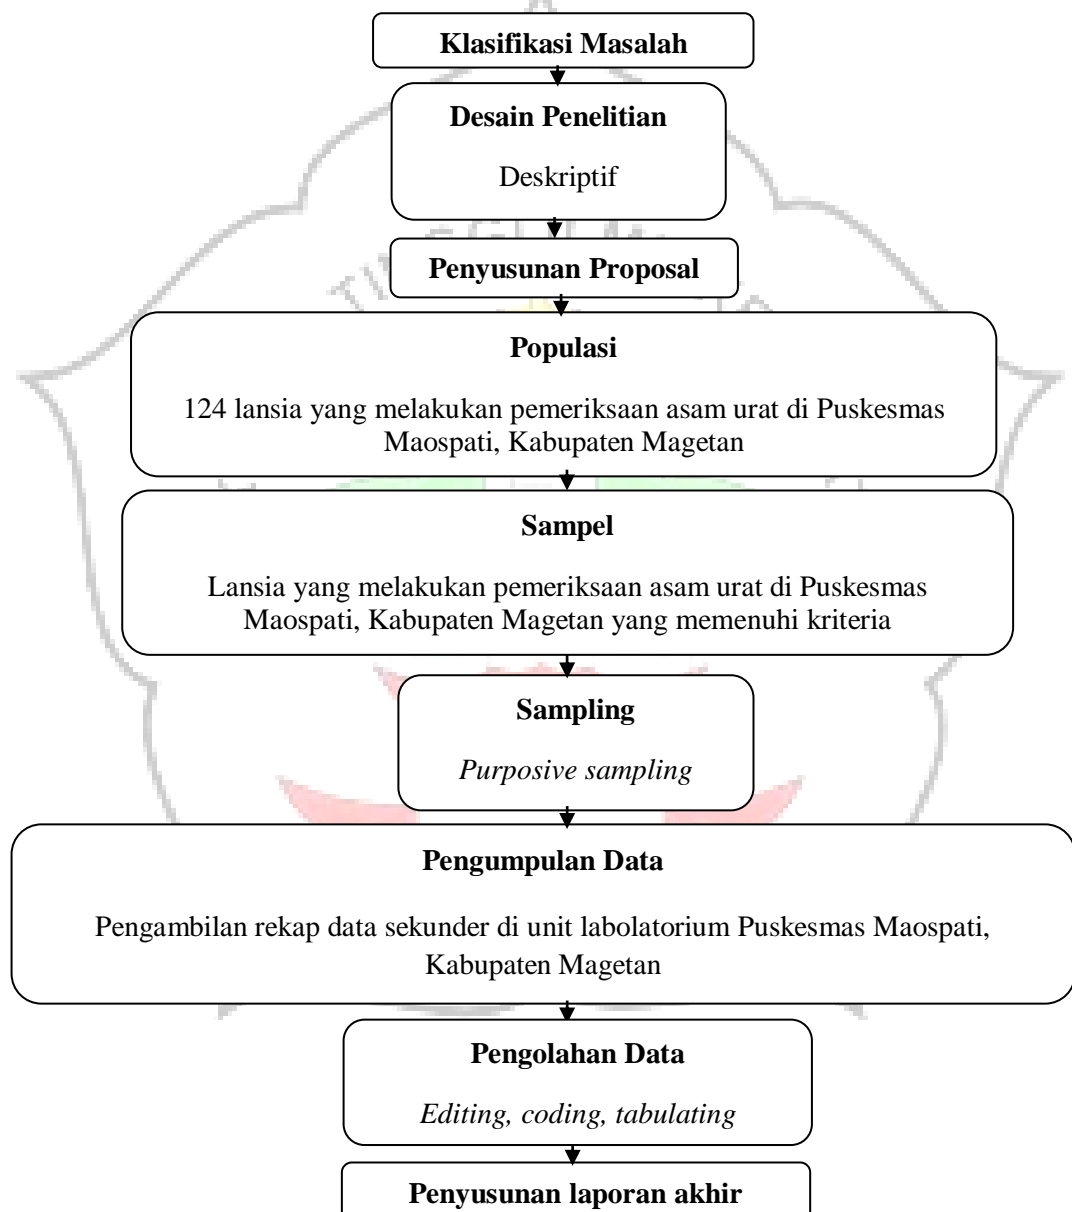 Klasifikasi Masalah
Desain Penelitian
Deskriptif
Penyusunan Proposal
Populasi
124 lansia yang melakukan pemeriksaan asam urat di Puskesmas
Maospati, Kabupaten Magetan
Sampel
Lansia yang melakukan pemeriksaan asam urat di Puskesmas
Maospati, Kabupaten Magetan yang memenuhi kriteria
Sampling
Purposive sampling
Pengumpulan Data
Pengambilan rekap data sekunder di unit labolatorium Puskesmas Maospati,
Kabupaten Magetan
Pengolahan Data
Editing, coding, tabulating
Penyusunan laporan akhir